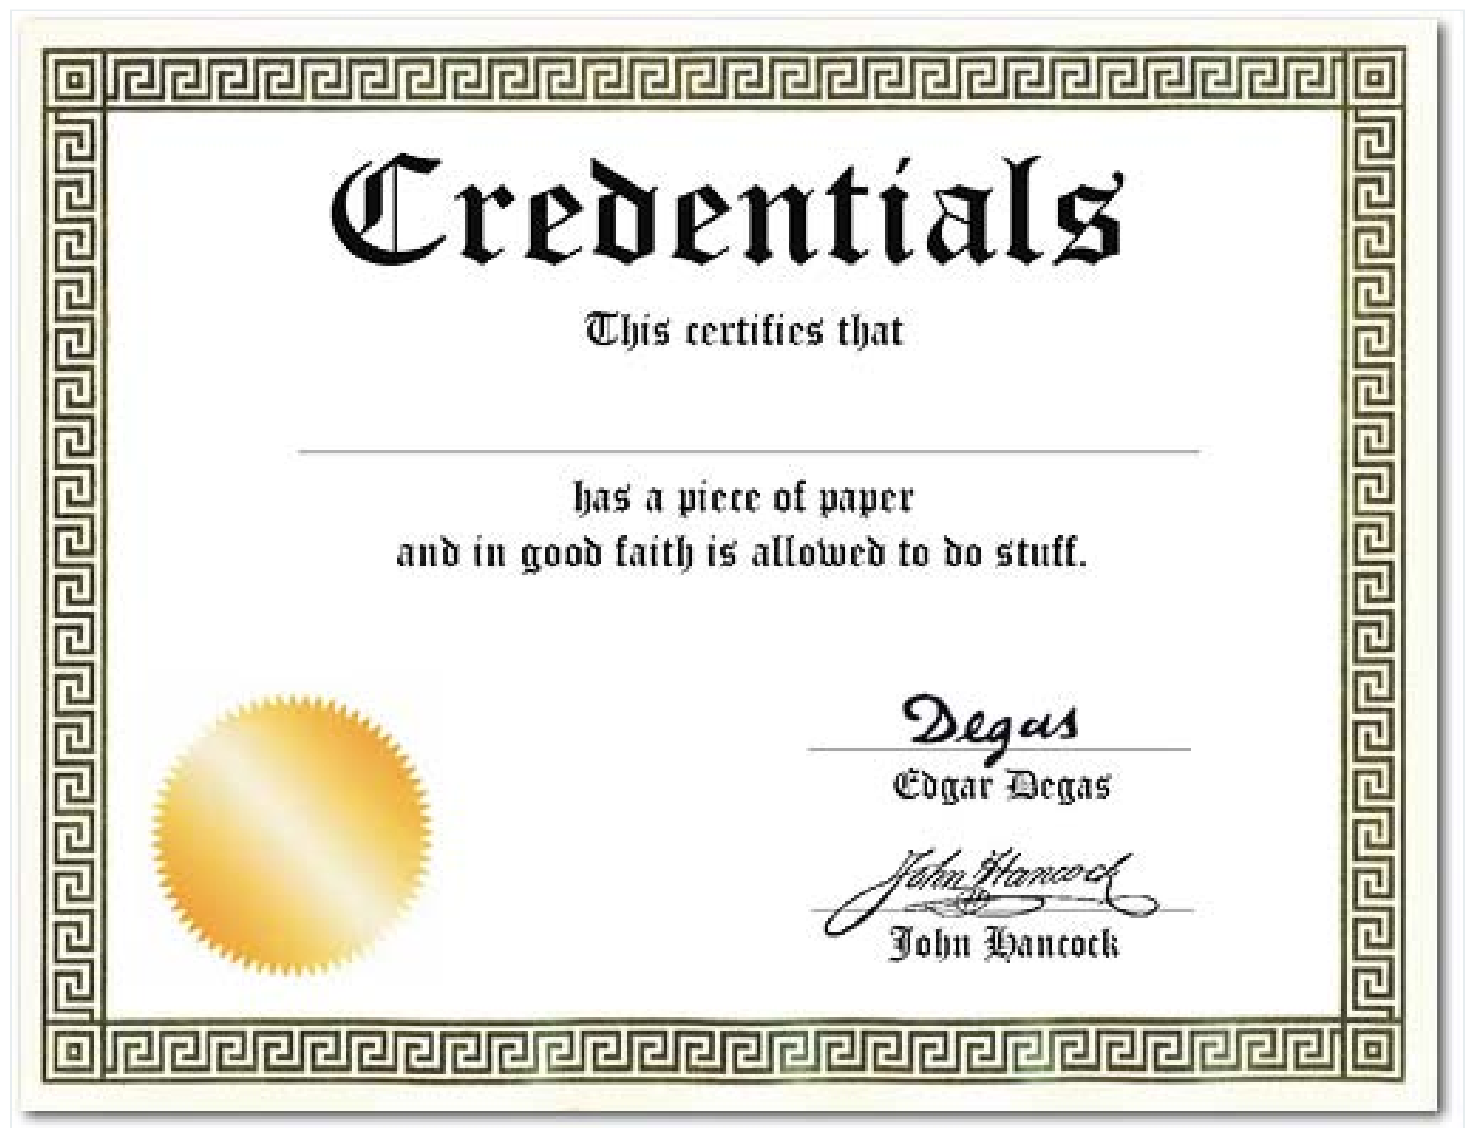 Credentials
This certifies that
has a piece of paper
and in good faith is allowed to do stuff.
Degas
Edgar Degas
John Hancock
John Hancock